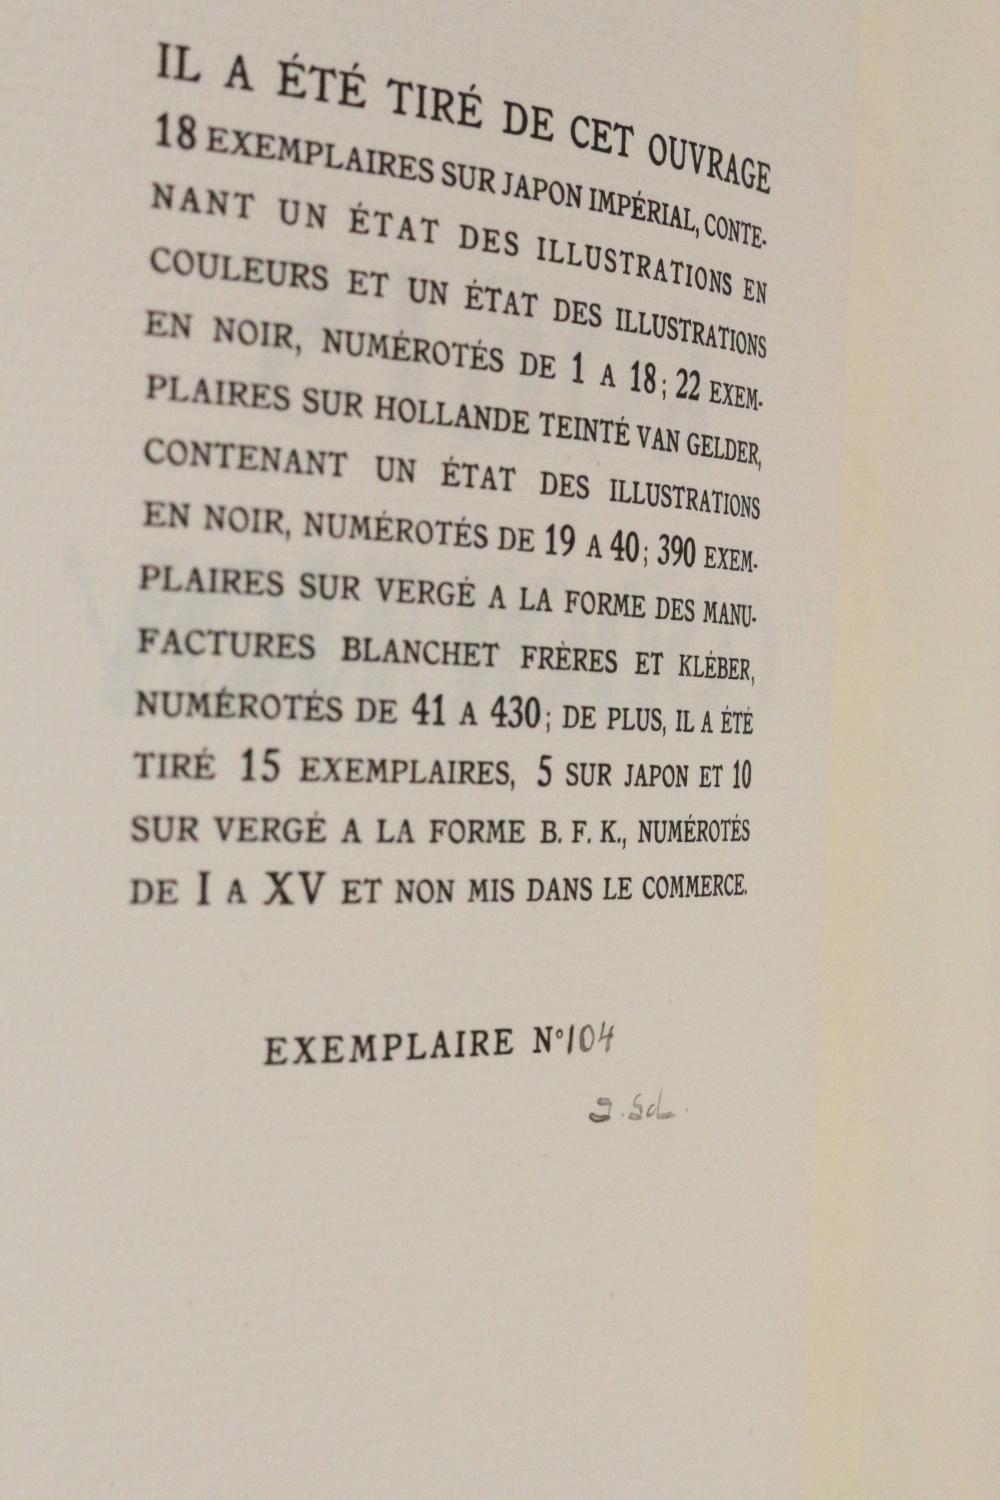 IL A ÉTÉ TIRÉ DE CET OUVRAGE
18 EXEMPLAIRES SUR JAPON IMPÉRIAL, CONTE-
NANT UN ÉTAT DES ILLUSTRATIONS EN
COULEURS ET UN ÉTAT DES ILLUSTRATIONS
EN NOIR, NUMÉROTÉS DE 1 A 18; 22 EXEM-
PLAIRES SUR HOLLANDE TEINTÉ VAN GELDER,
CONTENANT UN ÉTAT DES ILLUSTRATIONS
EN NOIR, NUMÉROTÉS DE 19 A 40; 390 EXEM-
PLAIRES SUR VERGÉ A LA FORME DES MANU-
FACTURES BLANCHET FRÈRES ET KLÉBER,
NUMÉROTÉS DE 41 A 430; DE PLUS, IL A ÉTÉ
TIRÉ 15 EXEMPLAIRES, 5 SUR JAPON ET 10
SUR VERGÉ A LA FORME B. F. K., NUMÉROTÉS
DE I A XV ET NON MIS DANS LE COMMERCE.
EXEMPLAIRE N° 104